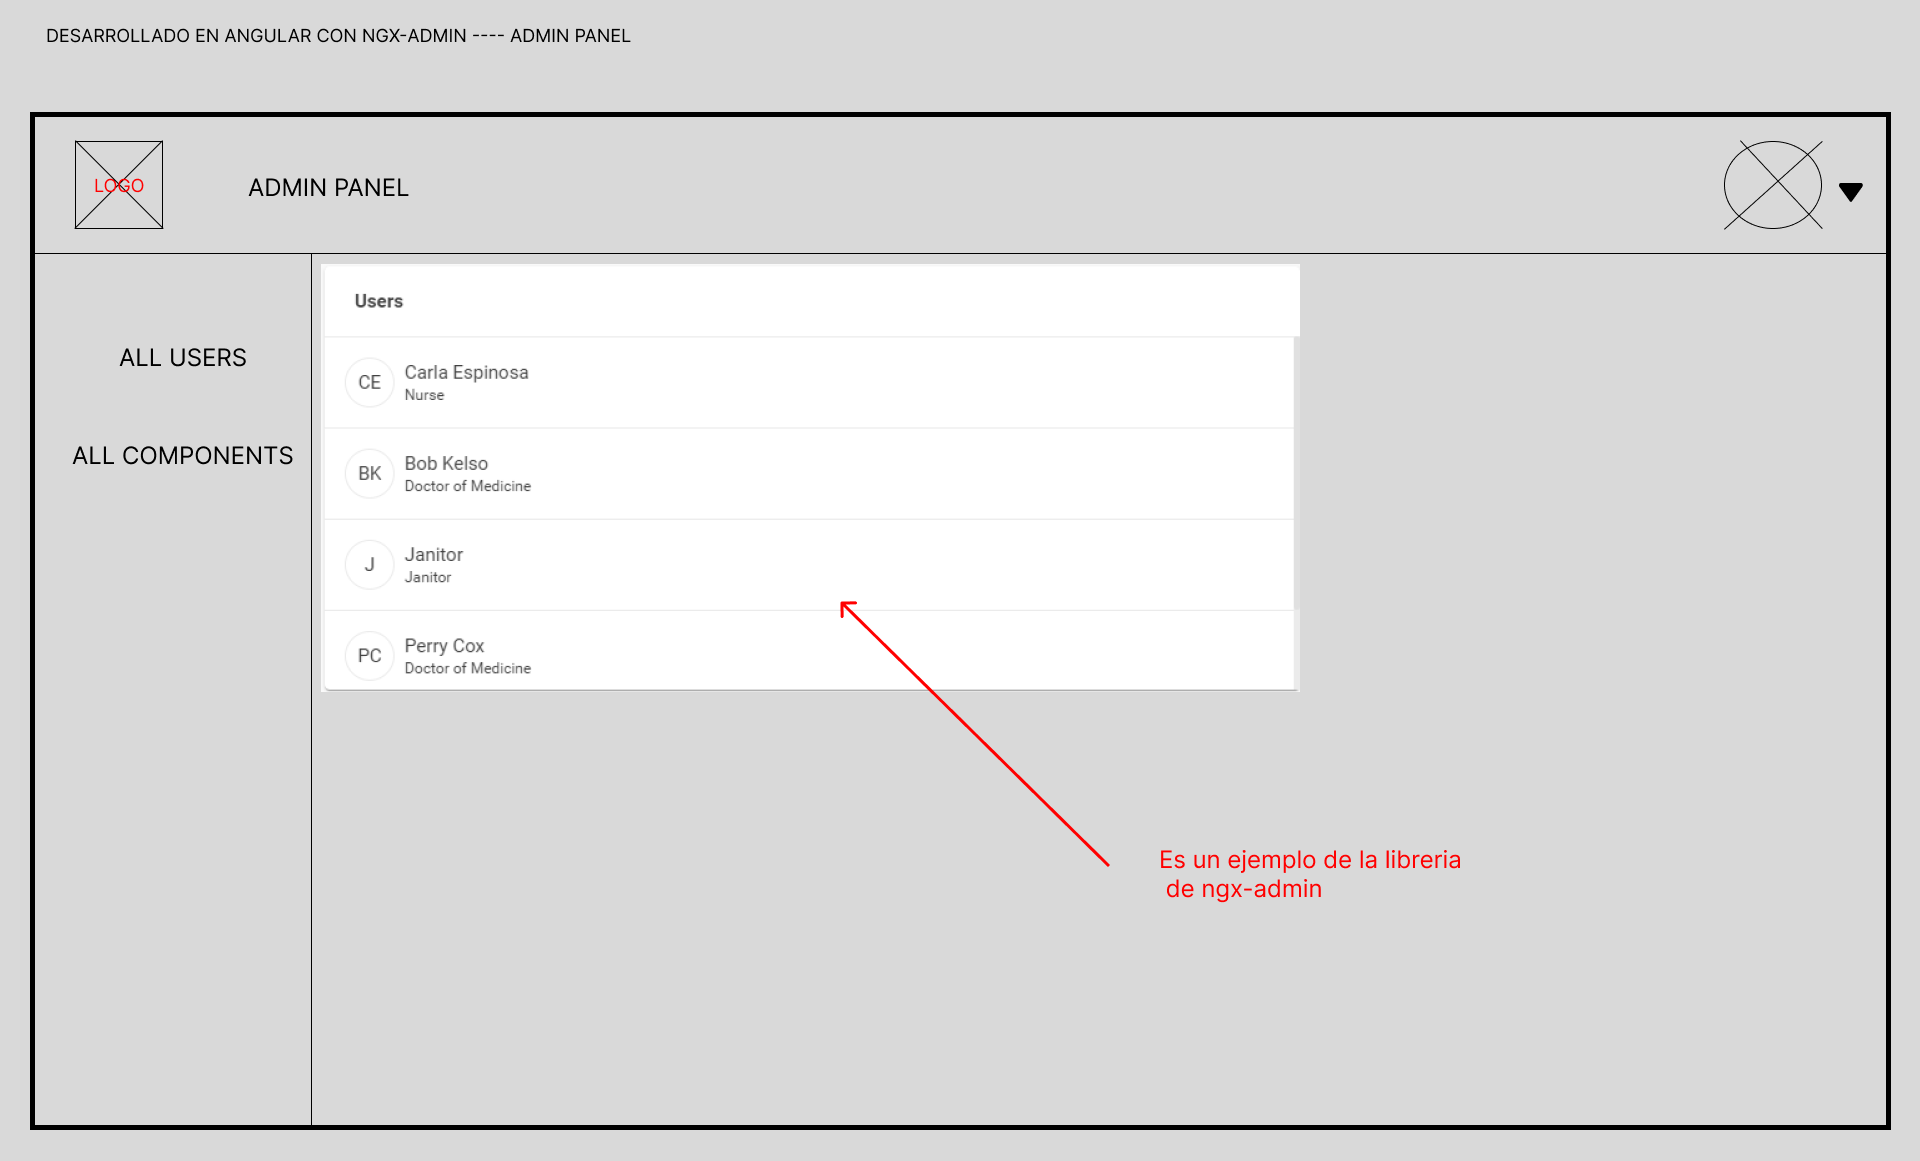 DESARROLLADO EN ANGULAR CON NGX-ADMIN ---- ADMIN PANEL
LOGO
ADMIN PANEL
ALL USERS
ALL COMPONENTS
Users
CE
Carla Espinosa
Nurse
BK
Bob Kelso
Doctor of Medicine
J
Janitor
Janitor
PC
Perry Cox
Doctor of Medicine
Es un ejemplo de la libreria
de ngx-admin